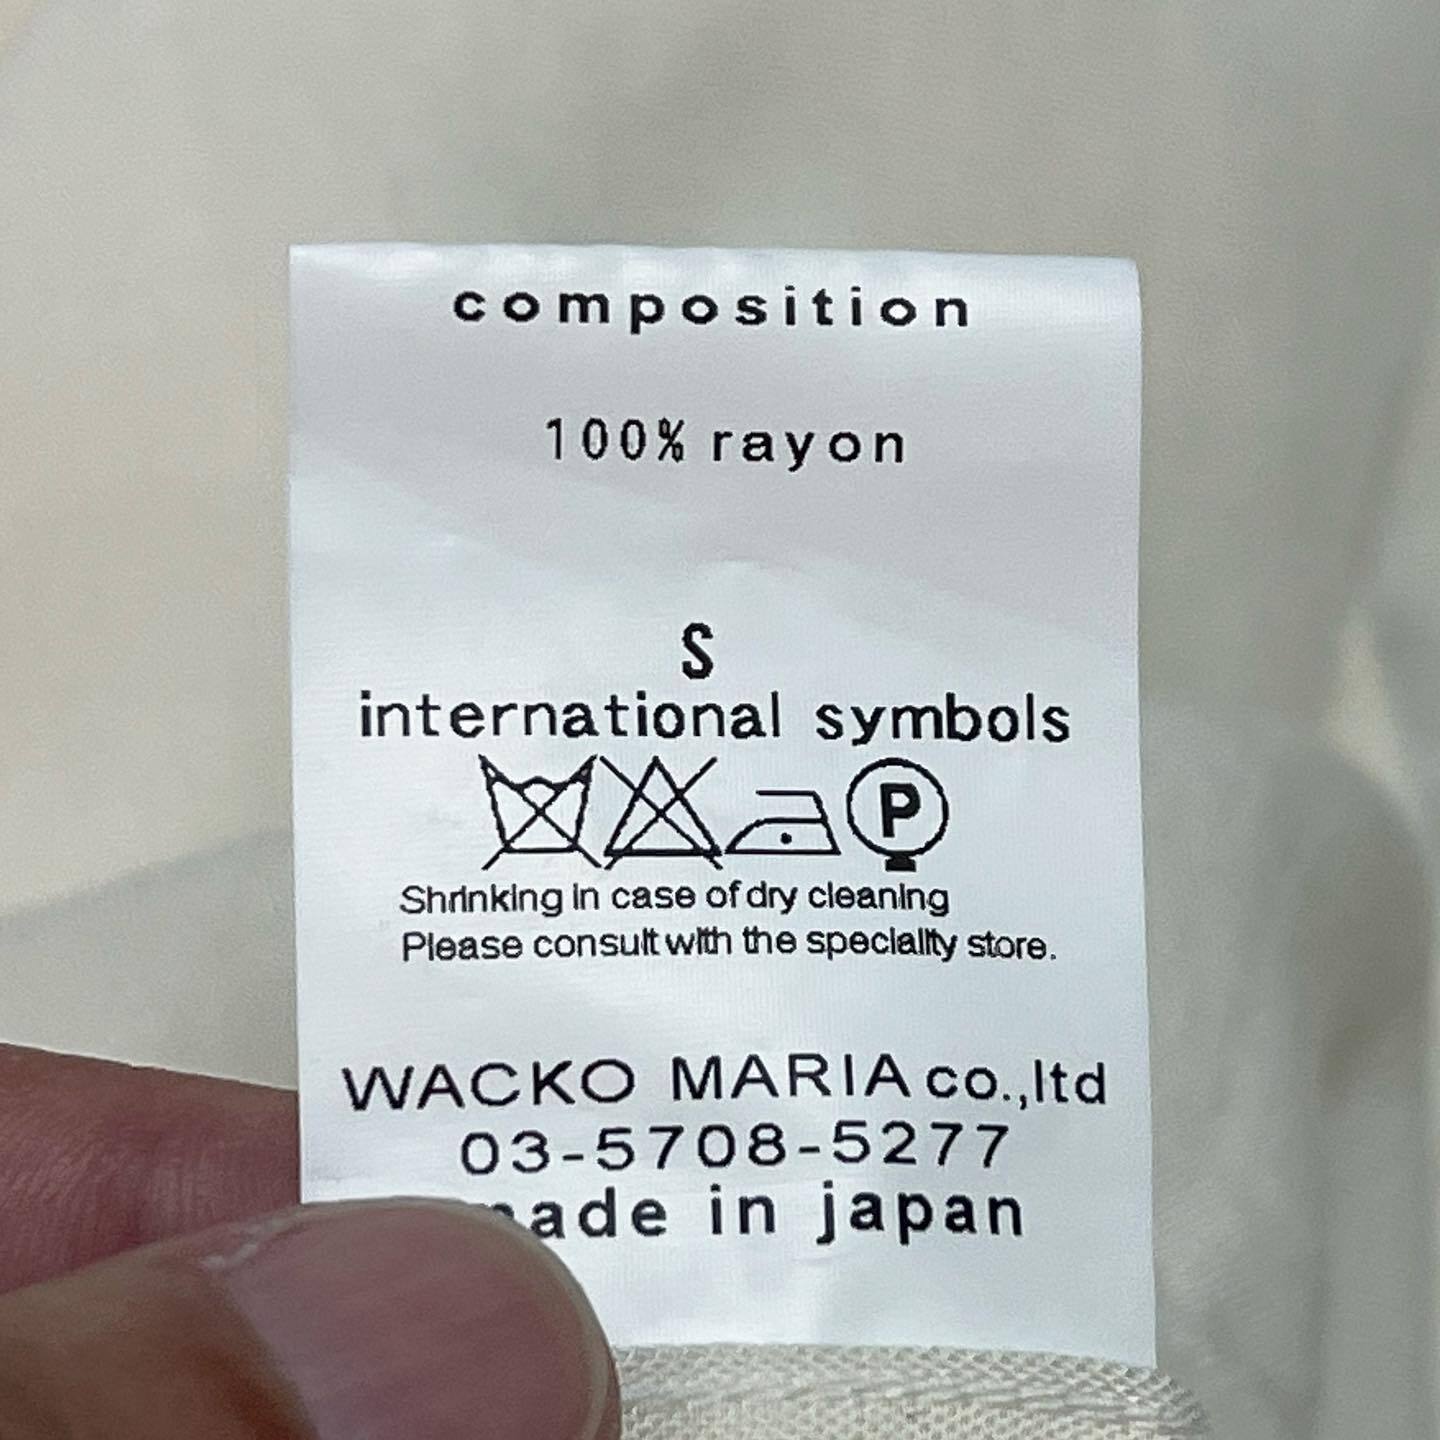 composition
100% rayon
S
international symbols
P
Shrinking in case of dry cleaning
Please consult with the speciality store.
WACKO MARIA co.,ltd
03-5708-5277
made in japan